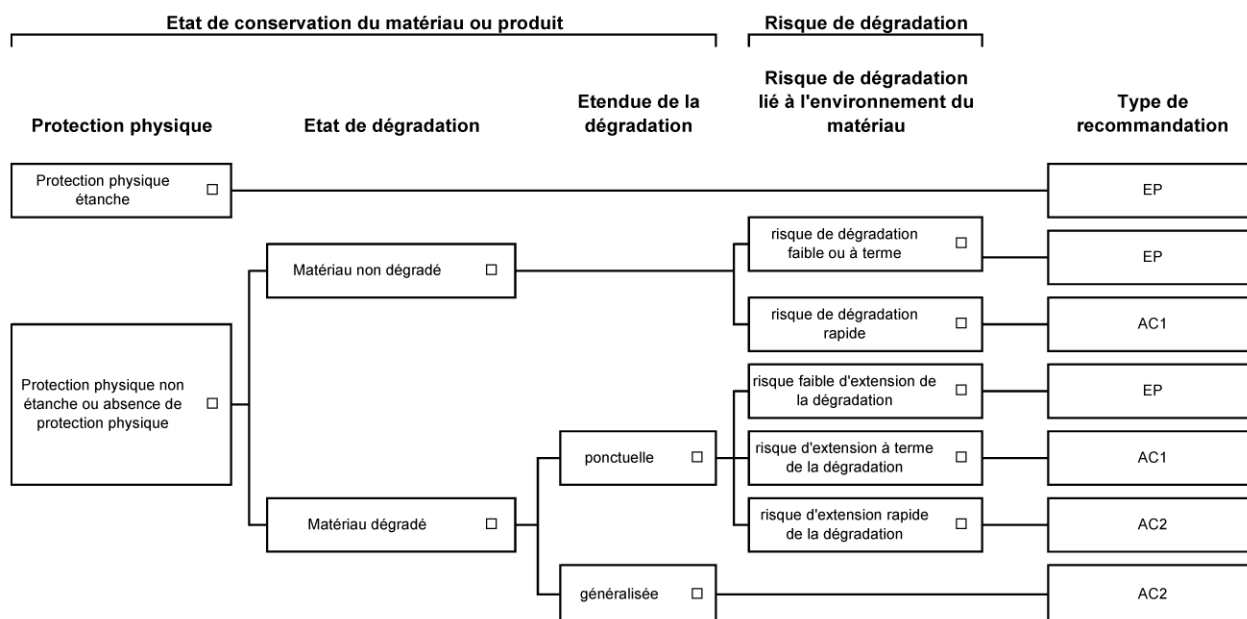 Etat de conservation du matériau ou produit
Risque de dégradation
Protection physique
Etat de dégradation
Etendue de la
dégradation
Risque de dégradation
lié à l'environnement du
matériau
Type de
recommandation
Protection physique
étanche
EP
Matériau non dégradé
risque de dégradation
faible ou à terme
EP
risque de dégradation
rapide
AC1
Protection physique non
étanche ou absence de
protection physique
risque faible d'extension de
la dégradation
EP
ponctuelle
risque d'extension à terme
de la dégradation
AC1
Matériau dégradé
risque d'extension rapide
de la dégradation
AC2
généralisée
AC2